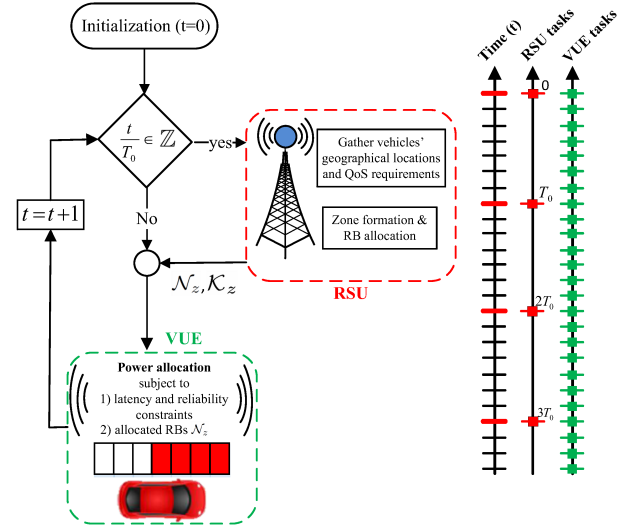 Initialization (t=0)
t/T₀ ∈ ℤ
yes
No
t=t+1
Gather vehicles'
geographical locations
and QoS requirements
Zone formation &
RB allocation
𝒩_z,𝒦_z
RSU
VUE
Power allocation
subject to
1) latency and reliability
constraints
2) allocated RBs 𝒩_z
Time (t)
RSU tasks
VUE tasks
0
T₀
2T₀
3T₀